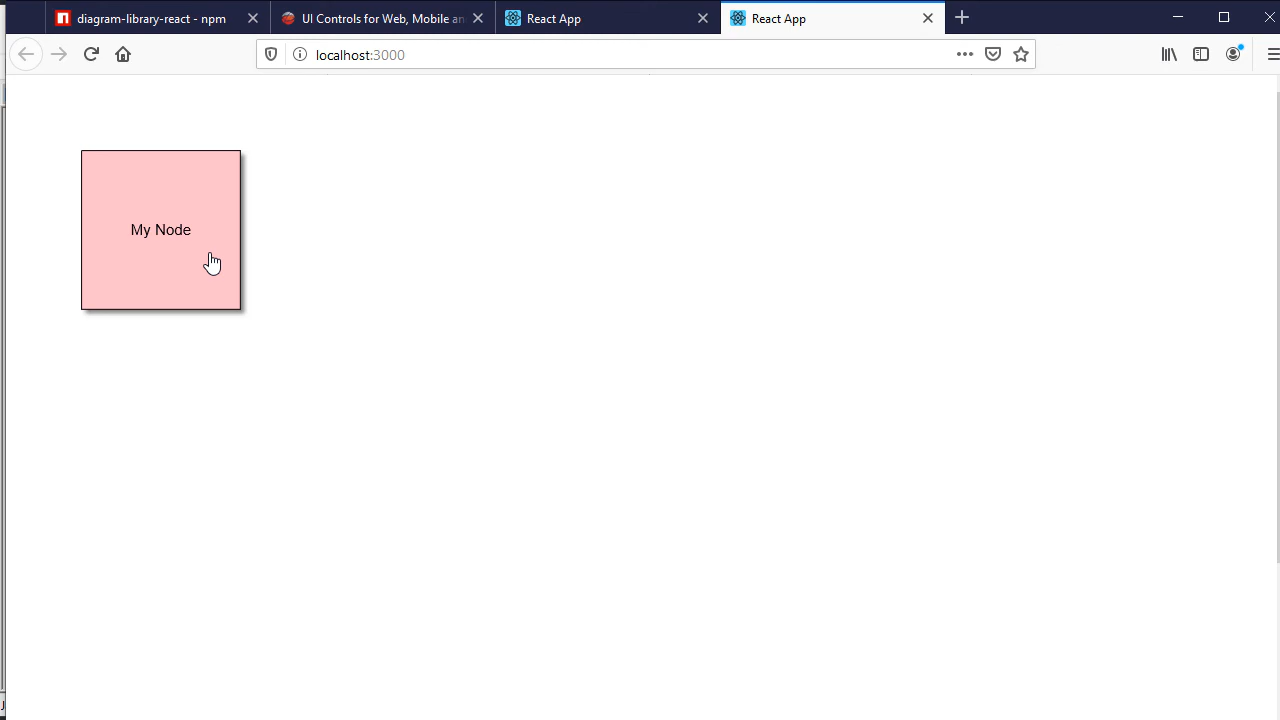 diagram-library-react - npm
UI Controls for Web, Mobile an
React App
React App
localhost:3000
My Node